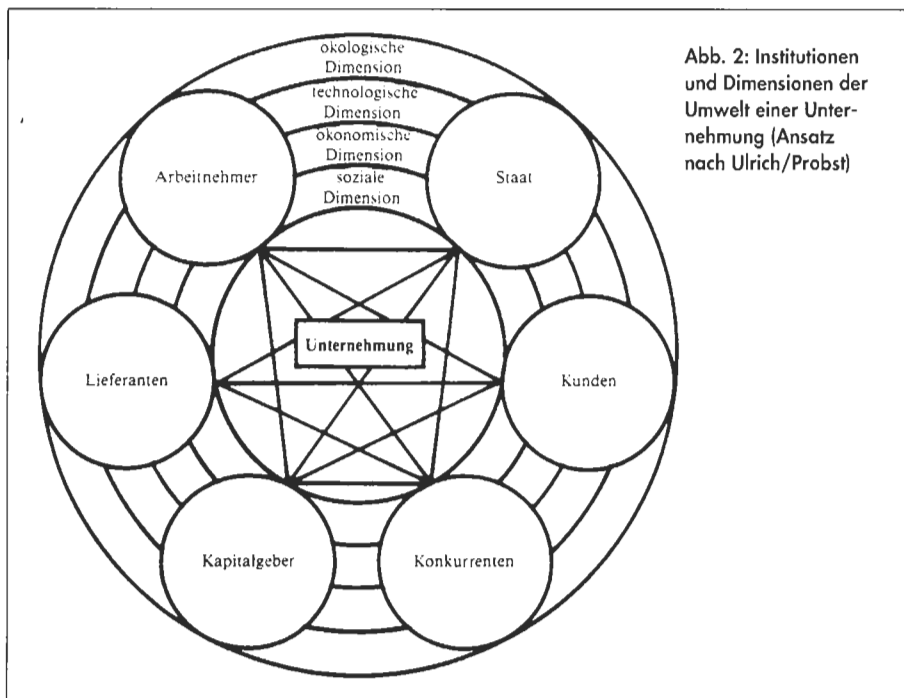 ökologische
Dimension
technologische
Dimension
ökonomische
Dimension
soziale
Dimension
Arbeitnehmer
Staat
Unternehmung
Lieferanten
Kunden
Kapitalgeber
Konkurrenten
Abb. 2: Institutionen
und Dimensionen der
Umwelt einer Unter-
nehmung (Ansatz
nach Ulrich/Probst)